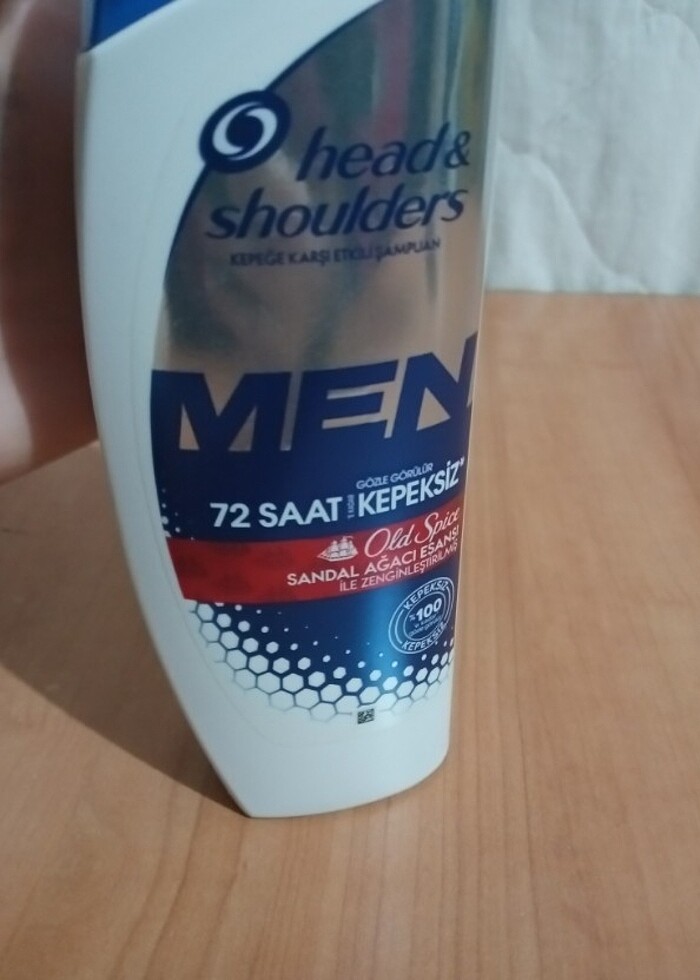 head&
shoulders
KEPEĞE KARŞI ETKİLİ ŞAMPUAN
MEN
72 SAAT
GÖZLE GÖRÜLÜR
KEPEKSİZ*
Old Spice
SANDAL AĞACI ESANSI
İLE ZENGİNLEŞTİRİLMİŞ
KEPEKSİZ
%100
KEPEKSİZ